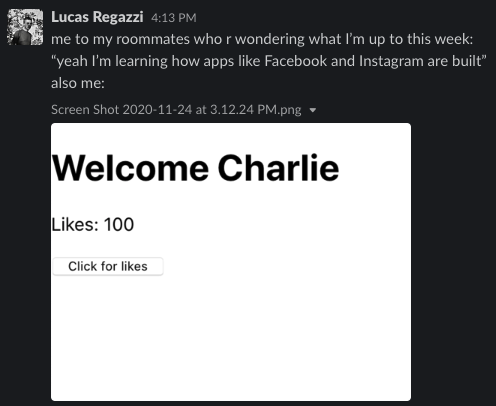 Lucas Regazzi 4:13 PM
me to my roommates who r wondering what I’m up to this week:
“yeah I’m learning how apps like Facebook and Instagram are built”
also me:
Screen Shot 2020-11-24 at 3.12.24 PM.png
Welcome Charlie
Likes: 100
Click for likes